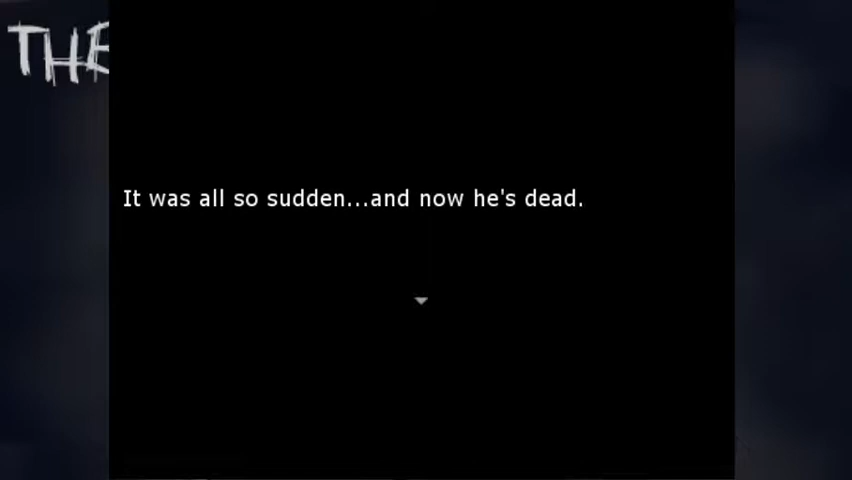 THE
It was all so sudden...and now he's dead.